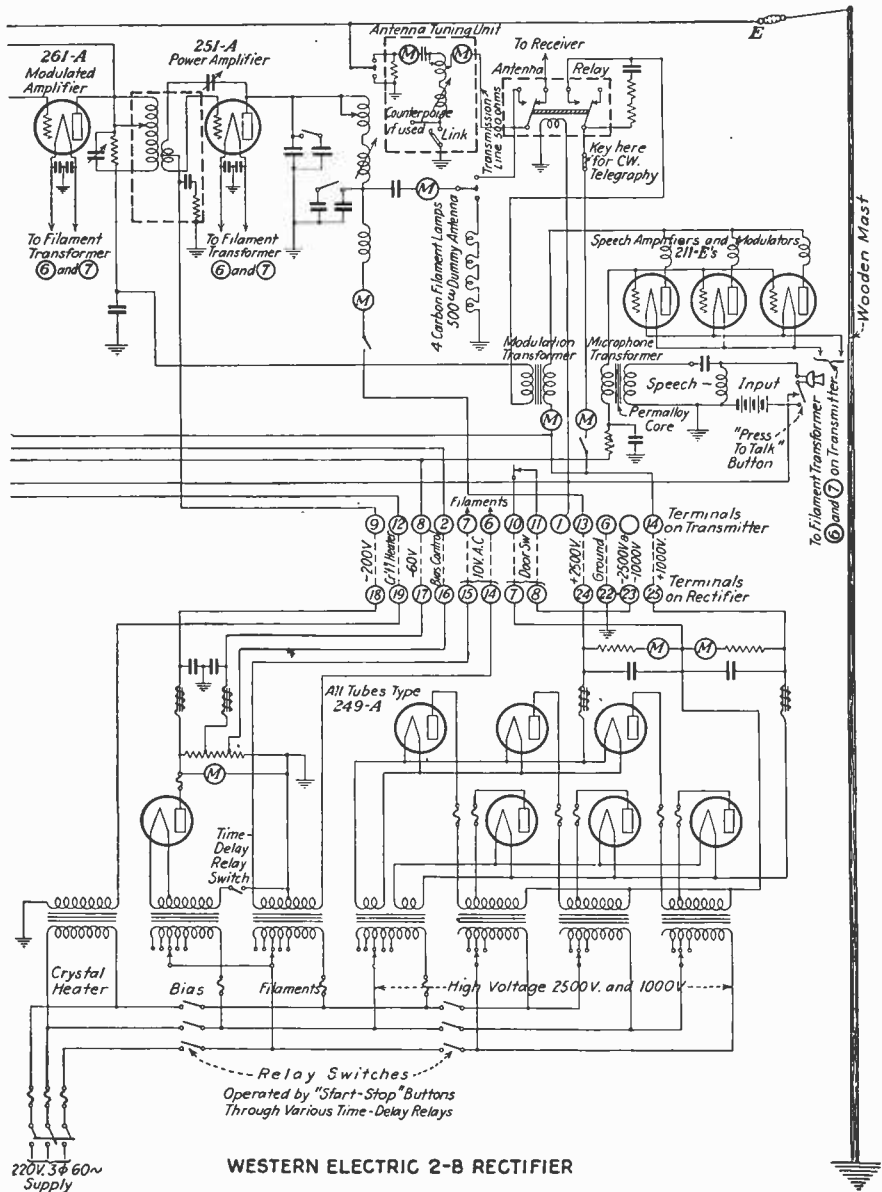 261-A
Modulated
Amplifier
251-A
Power Amplifier
Antenna Tuning Unit
M
M
Counterpoise
if used
Link
To Receiver
Antenna
Relay
Transmission
Line 500 ohms
Key here
for CW.
Telegraphy
E
Wooden Mast
To Filament
Transformer
6 and 7
To Filament
Transformer
6 and 7
M
M
4 Carbon Filament Lamps
500 ω Dummy Antenna
Speech Amplifiers and Modulators
211-E's
Modulation
Transformer
Microphone
Transformer
Speech
Input
M
M
Permalloy
Core
"Press
To Talk"
Button
To Filament Transformer
6 and 7 on Transmitter
Filaments
9 12 8 2 7 6 10 11 1 13 G 14
Terminals
on Transmitter
-200V.
Cr'y'l Heater
-60V
Bias Control
10V. A.C
Door Sw
+2500V.
Ground
-2500V &
-1000V.
+1000V.
Terminals
on Rectifier
18 19 17 16 15 14 7 8 24 22 23 25
M
M
All Tubes Type
249-A
M
Time-
Delay
Relay
Switch
Crystal
Heater
Bias
Filaments
High Voltage 2500V. and 1000V
Relay Switches
Operated by "Start-Stop" Buttons
Through Various Time-Delay Relays
220V. 3φ 60~
Supply
WESTERN ELECTRIC 2-B RECTIFIER